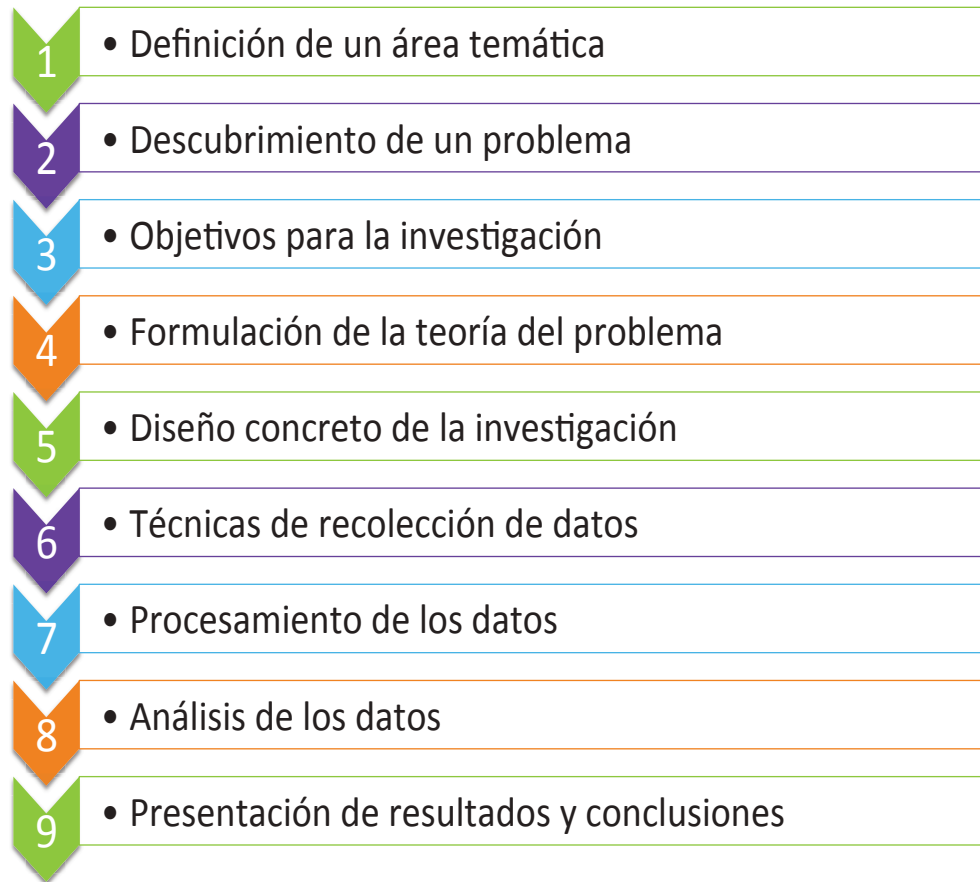 1 • Definición de un área temática
2 • Descubrimiento de un problema
3 • Objetivos para la investigación
4 • Formulación de la teoría del problema
5 • Diseño concreto de la investigación
6 • Técnicas de recolección de datos
7 • Procesamiento de los datos
8 • Análisis de los datos
9 • Presentación de resultados y conclusiones